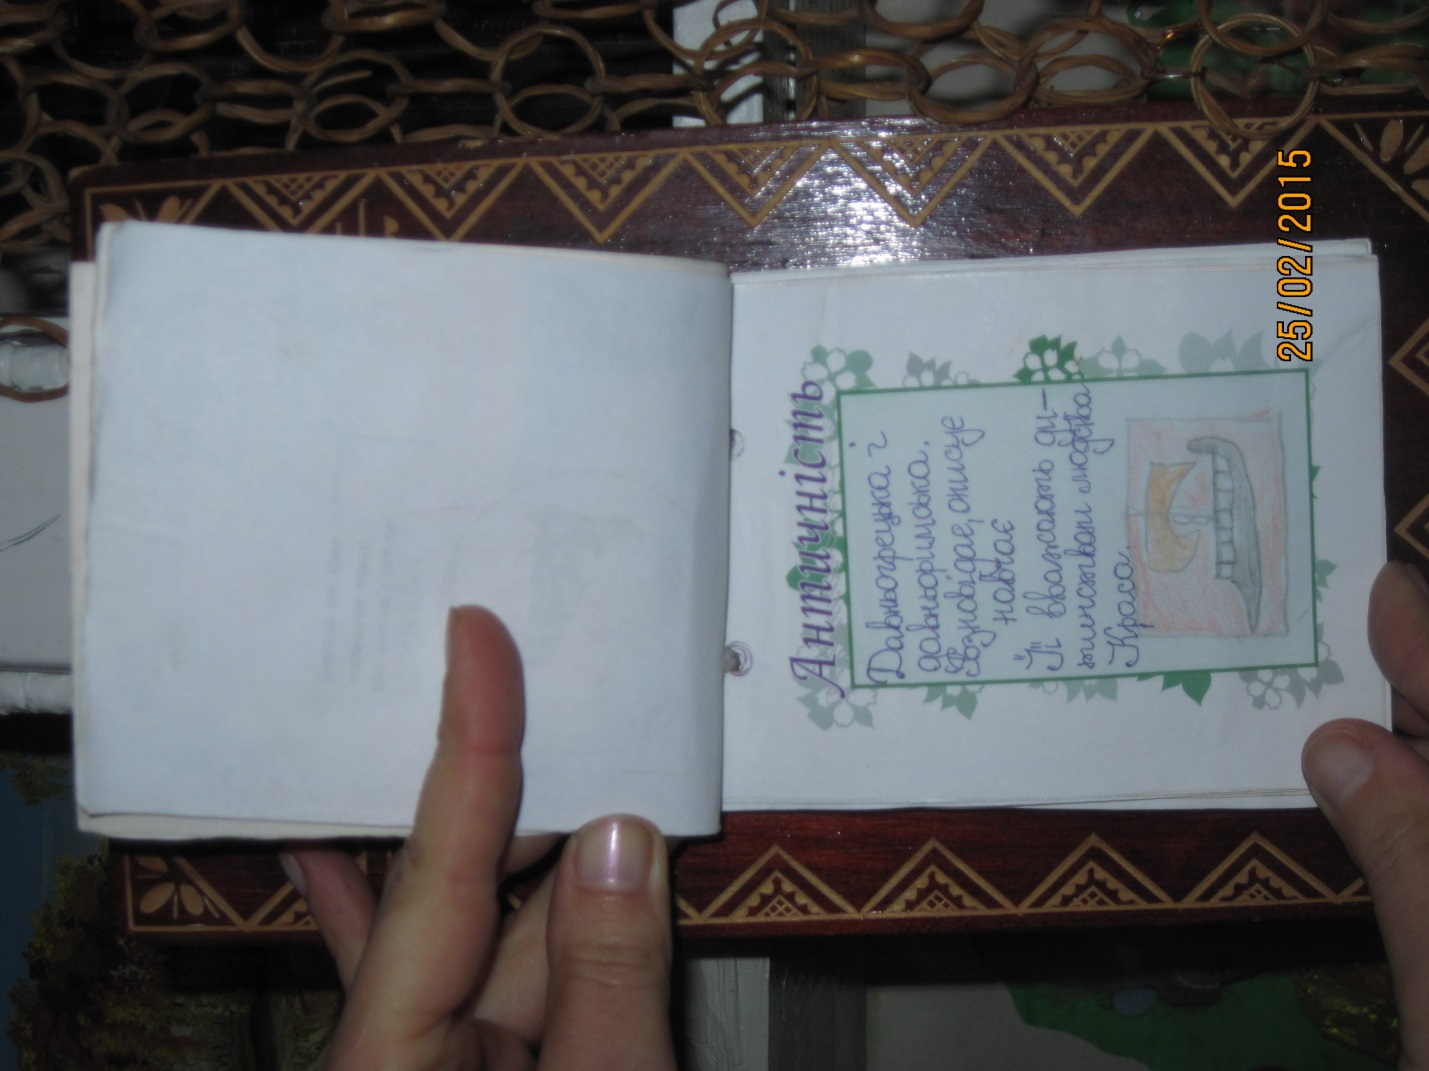 Античність
Давньогрецька і
давньоримська.
Розповідає, описує
навчає
Її вважають ди-
тинством людства
Краса.
25/02/2015